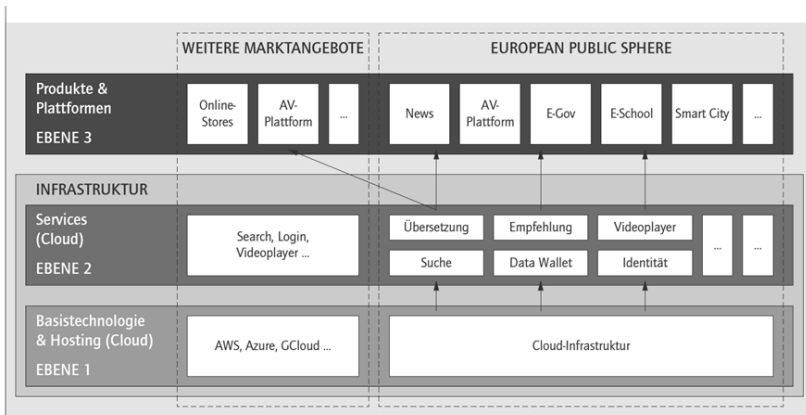 WEITERE MARKTANGEBOTE
EUROPEAN PUBLIC SPHERE
Produkte &
Plattformen
EBENE 3
Online-
Stores
AV-
Plattform
...
News
AV-
Plattform
E-Gov
E-School
Smart City
...
INFRASTRUKTUR
Services
(Cloud)
EBENE 2
Search, Login,
Videoplayer ...
Übersetzung
Empfehlung
Videoplayer
Suche
Data Wallet
Identität
...
...
Basistechnologie
& Hosting (Cloud)
EBENE 1
AWS, Azure, GCloud ...
Cloud-Infrastruktur